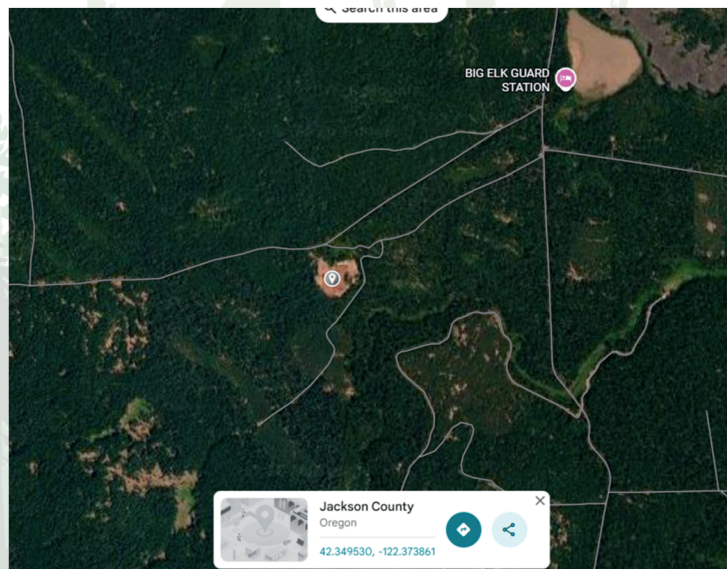 Search this area
BIG ELK GUARD
STATION
Jackson County
Oregon
42.349530, -122.373861